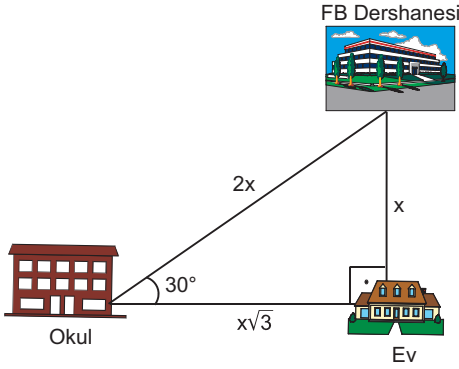 FB Dershanesi
2x
x
30°
x√3
Okul
Ev